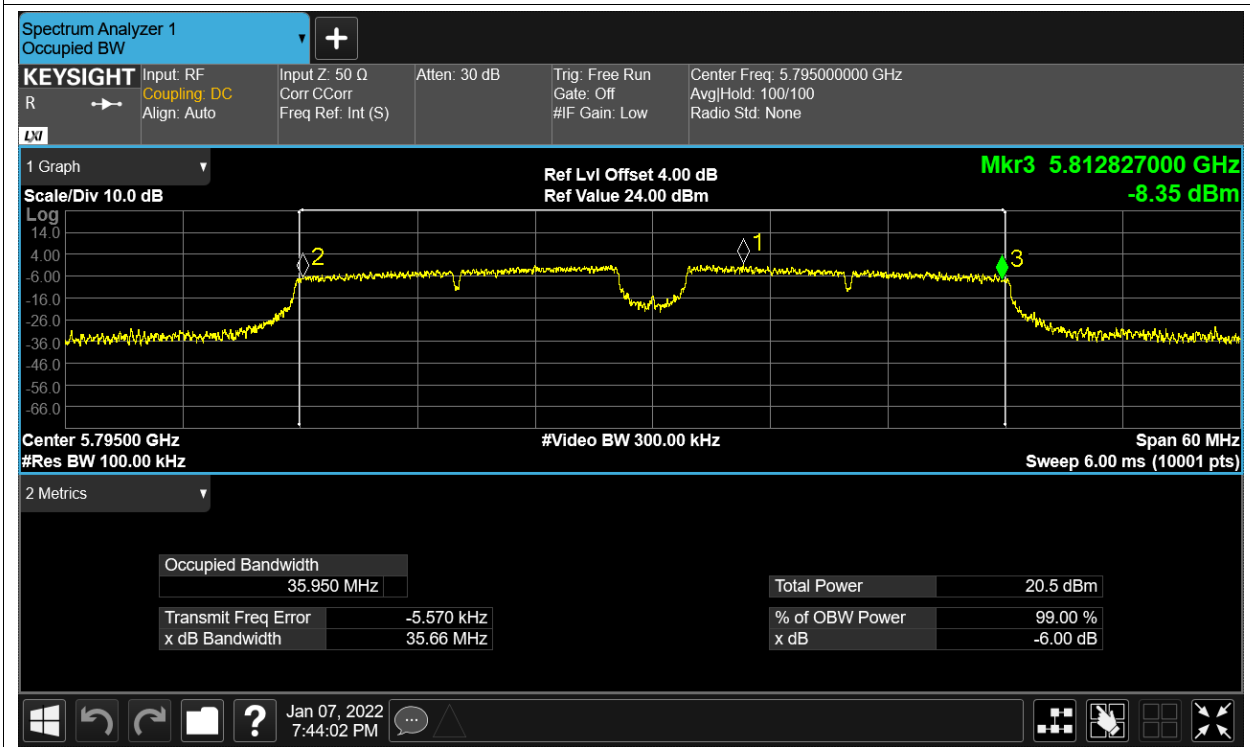 Spectrum Analyzer 1
Occupied BW
KEYSIGHT
R
LXI
Input: RF
Coupling: DC
Align: Auto
Input Z: 50 Ω
Corr CCorr
Freq Ref: Int (S)
Atten: 30 dB
Trig: Free Run
Gate: Off
#IF Gain: Low
Center Freq: 5.795000000 GHz
Avg|Hold: 100/100
Radio Std: None
1 Graph
Scale/Div 10.0 dB
Ref Lvl Offset 4.00 dB
Ref Value 24.00 dBm
Mkr3 5.812827000 GHz
-8.35 dBm
Log
14.0
4.00
-6.00
-16.0
-26.0
-36.0
-46.0
-56.0
-66.0
2
1
3
Center 5.79500 GHz
#Res BW 100.00 kHz
#Video BW 300.00 kHz
Span 60 MHz
Sweep 6.00 ms (10001 pts)
2 Metrics
Occupied Bandwidth
35.950 MHz
Transmit Freq Error -5.570 kHz
x dB Bandwidth 35.66 MHz
Total Power 20.5 dBm
% of OBW Power 99.00 %
x dB -6.00 dB
?
Jan 07, 2022
7:44:02 PM